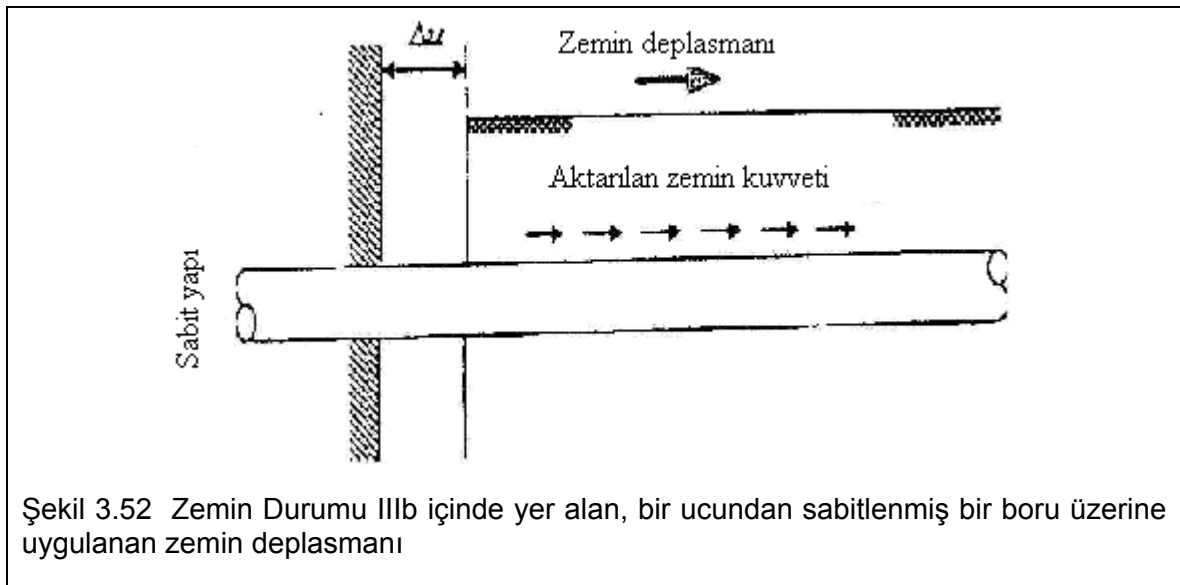 Δu
Zemin deplasmanı
Aktarılan zemin kuvveti
Sabit yapı
Şekil 3.52 Zemin Durumu IIIb içinde yer alan, bir ucundan sabitlenmiş bir boru üzerine
uygulanan zemin deplasmanı